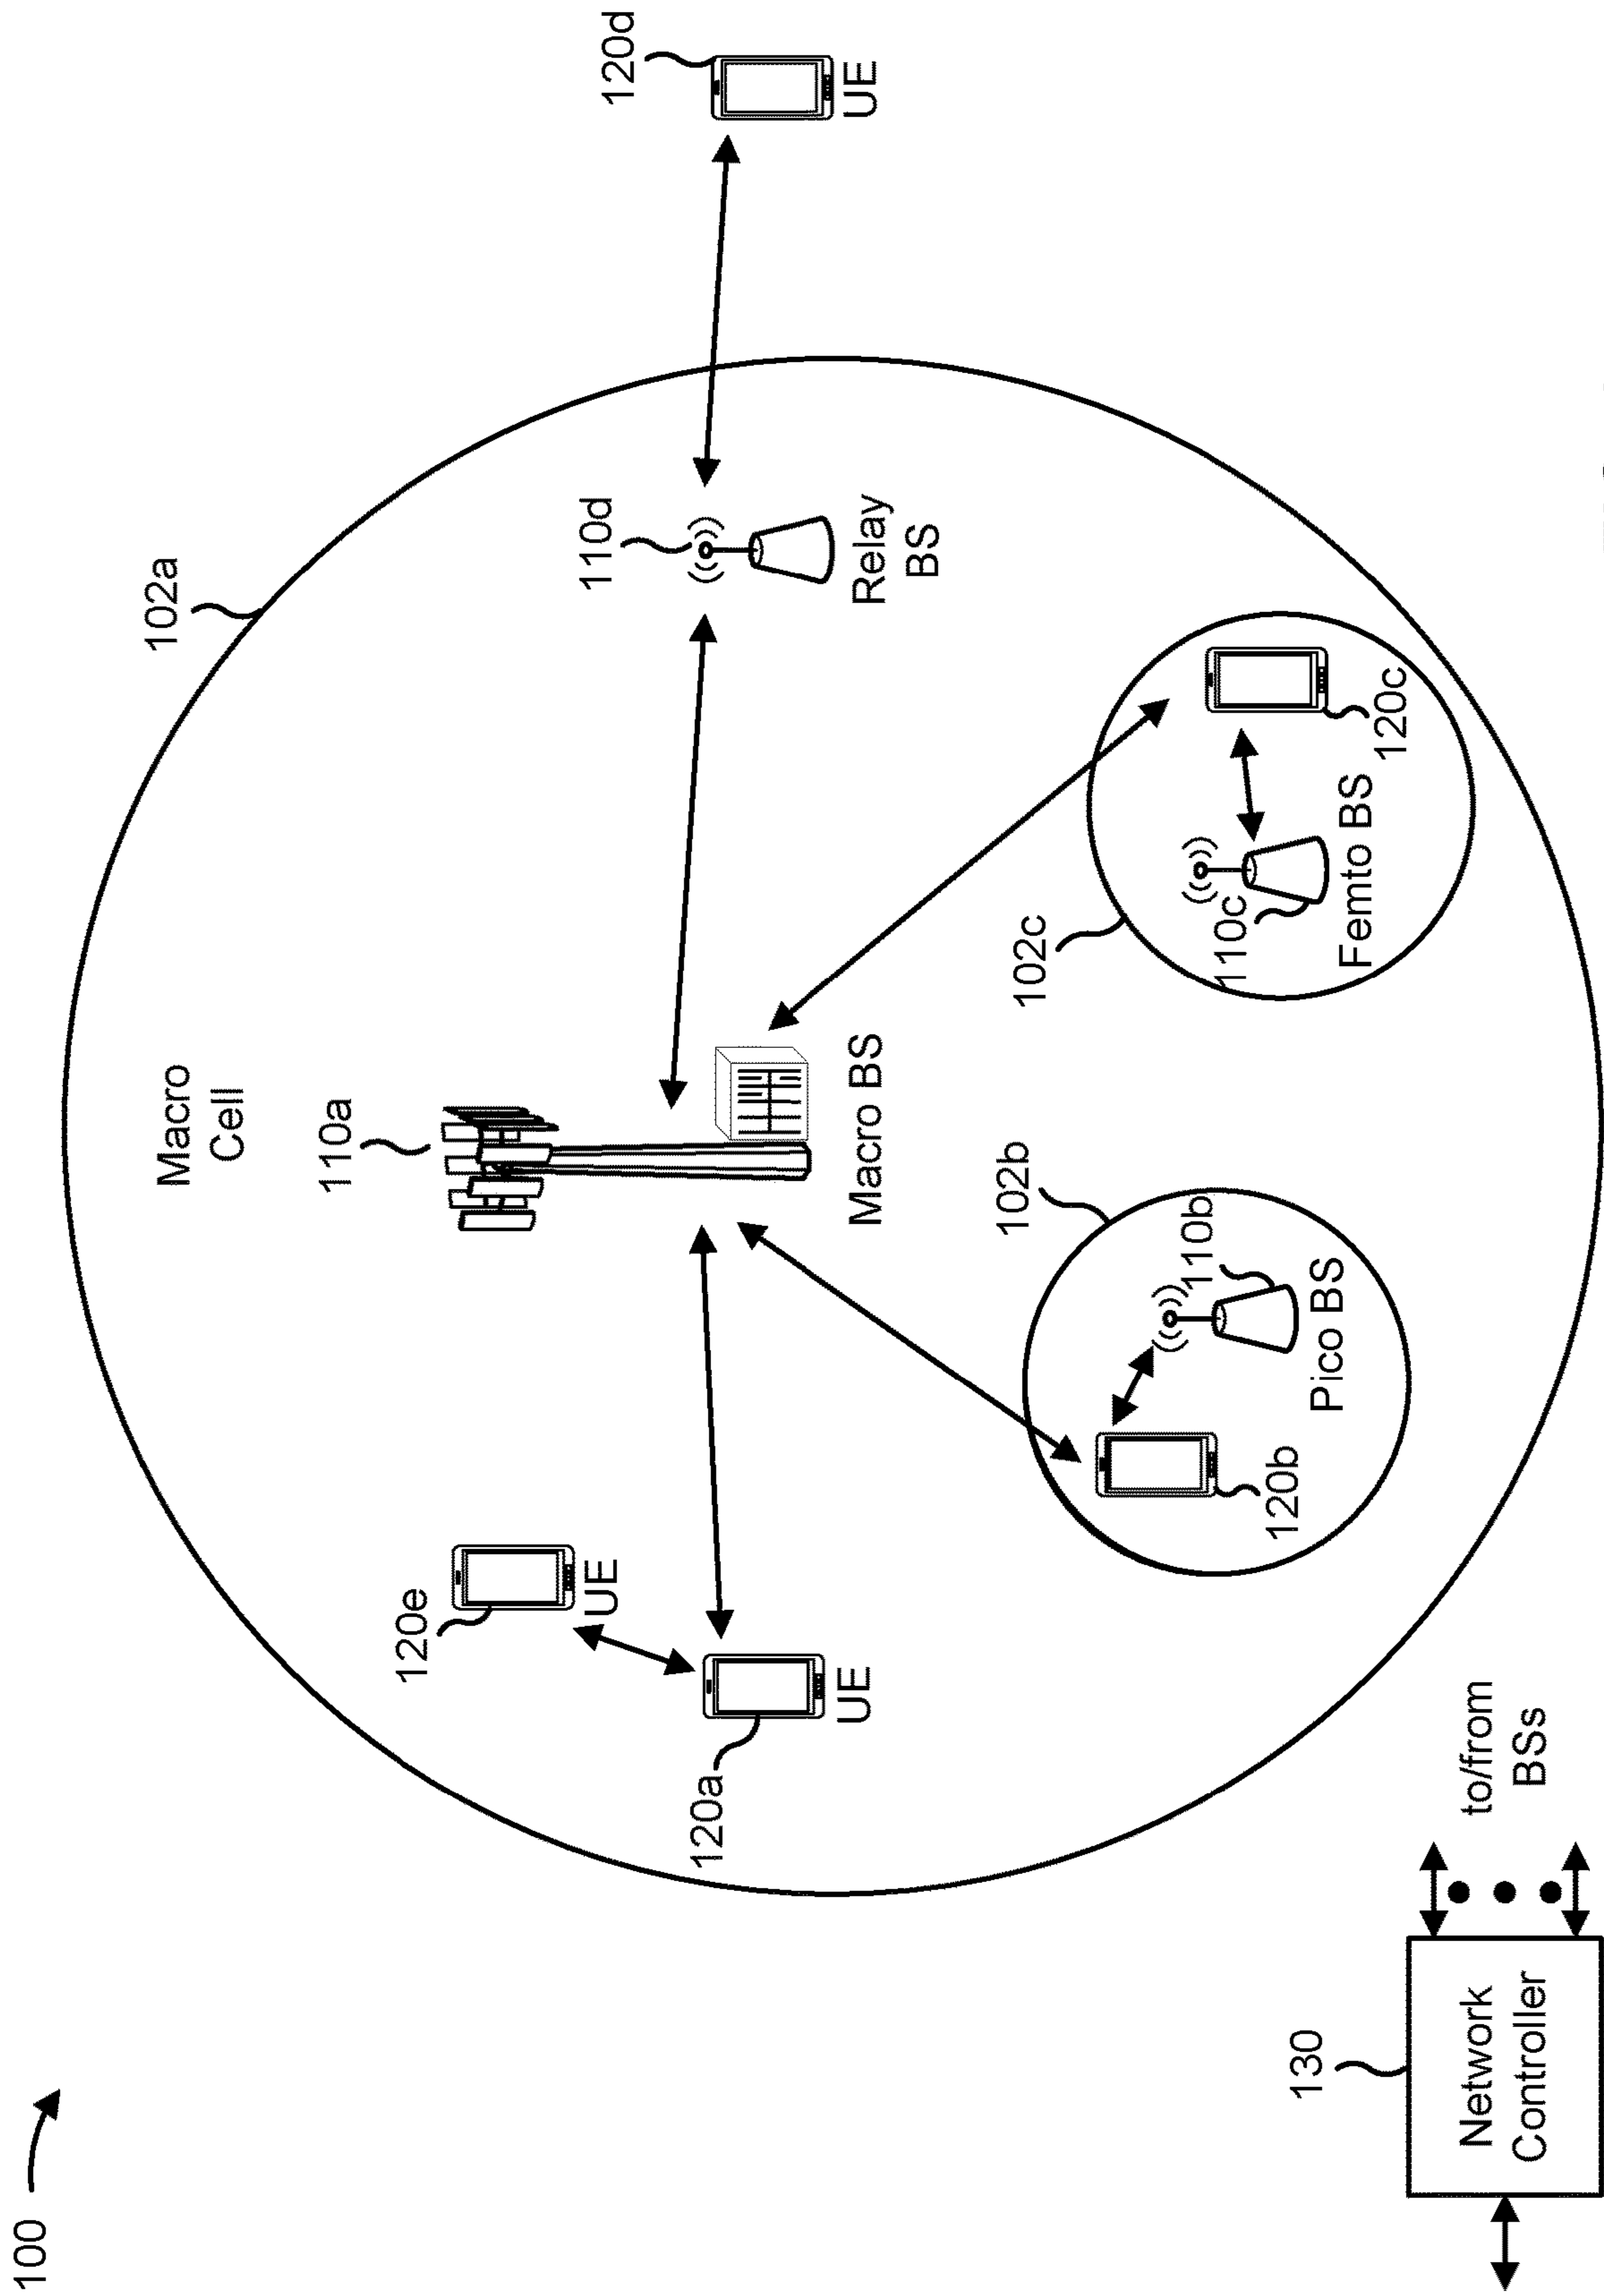 100
102a
Macro
Cell
110a
120d
UE
110d
Relay
BS
120e
UE
120a
UE
Macro BS
102b
110b
Pico BS
120b
102c
110c
Femto BS
120c
130
Network
Controller
to/from
BSs